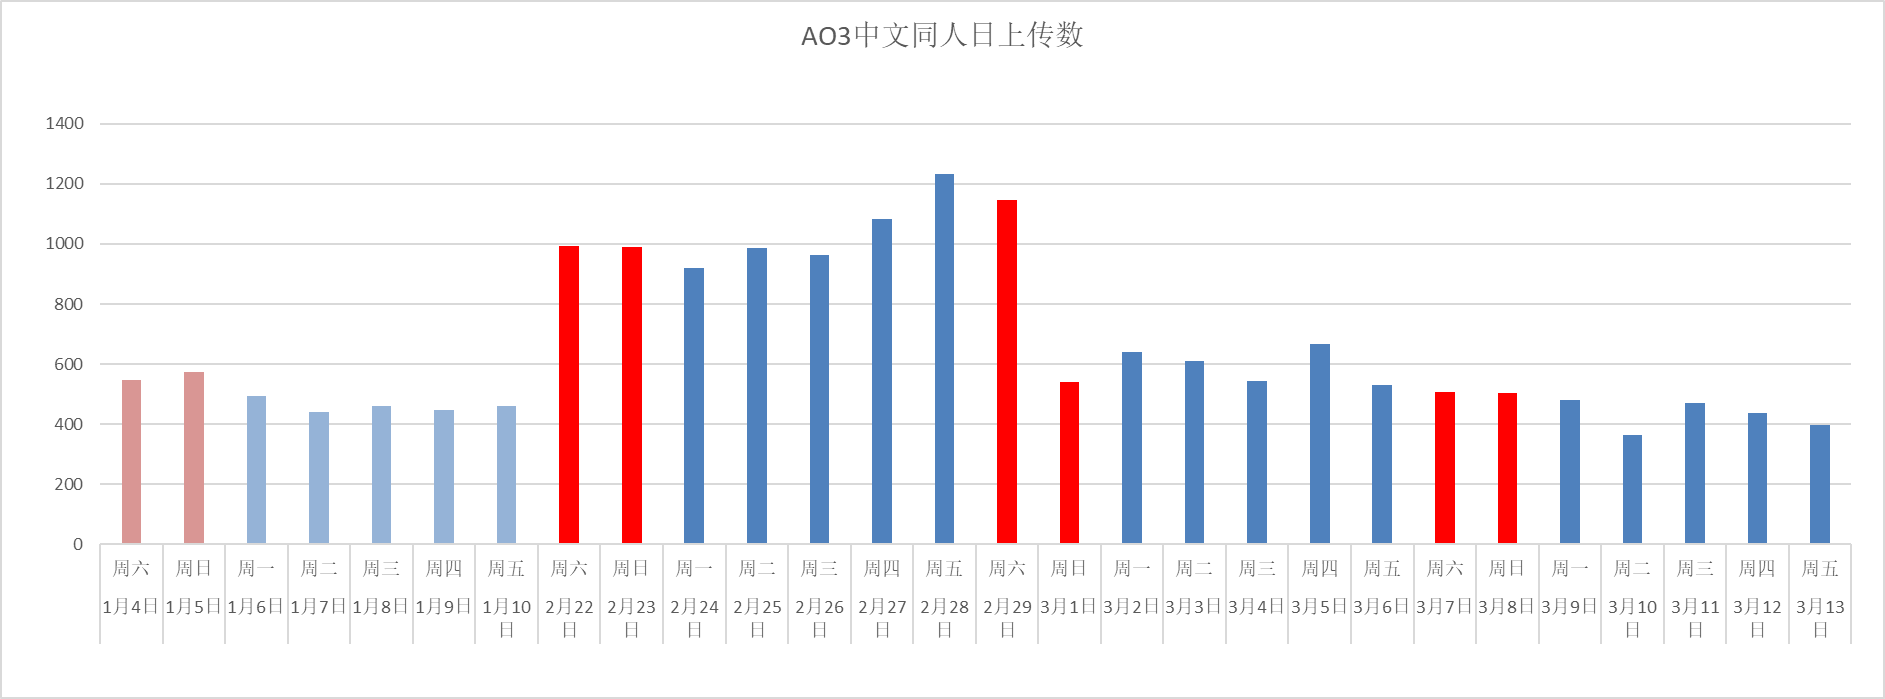 AO3中文同人日上传数
1400
1200
1000
800
600
400
200
0
周六 周日 周一 周二 周三 周四 周五 周六 周日 周一 周二 周三 周四 周五 周六 周日 周一 周二 周三 周四 周五 周六 周日 周一 周二 周三 周四 周五
1月4日 1月5日 1月6日 1月7日 1月8日 1月9日 1月10日 2月22日 2月23日 2月24日 2月25日 2月26日 2月27日 2月28日 2月29日 3月1日 3月2日 3月3日 3月4日 3月5日 3月6日 3月7日 3月8日 3月9日 3月10日 3月11日 3月12日 3月13日